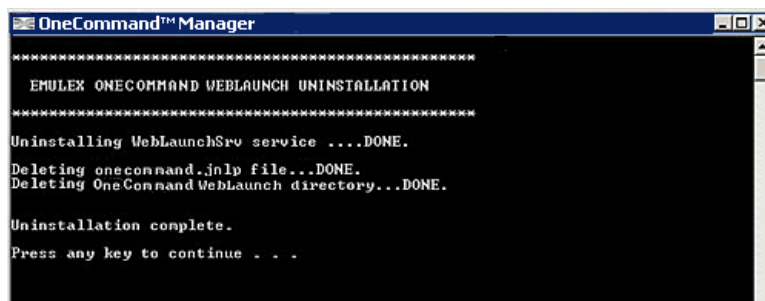 OneCommand™ Manager
*****************************************************
EMULEX ONECOMMAND WEBLAUNCH UNINSTALLATION
*****************************************************
Uninstalling WebLaunchSrv service ....DONE.
Deleting onecommand.jnlp file...DONE.
Deleting OneCommand WebLaunch directory...DONE.
Uninstallation complete.
Press any key to continue . . .